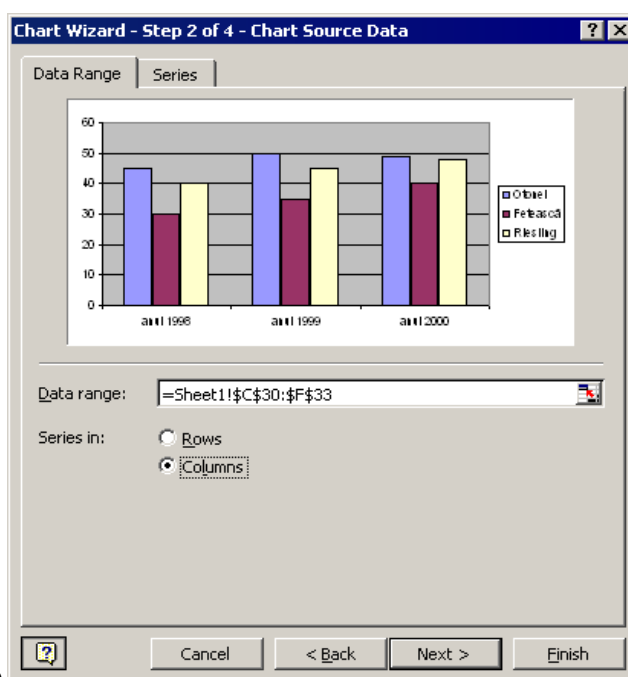 Chart Wizard - Step 2 of 4 - Chart Source Data
Data Range Series
60
50
40
30
20
10
0
anul 1998 anul 1999 anul 2000
Otonel
Fetească
Riesling
Data range: =Sheet1!$C$30:$F$33
Series in: Rows
Columns
Cancel < Back Next > Finish